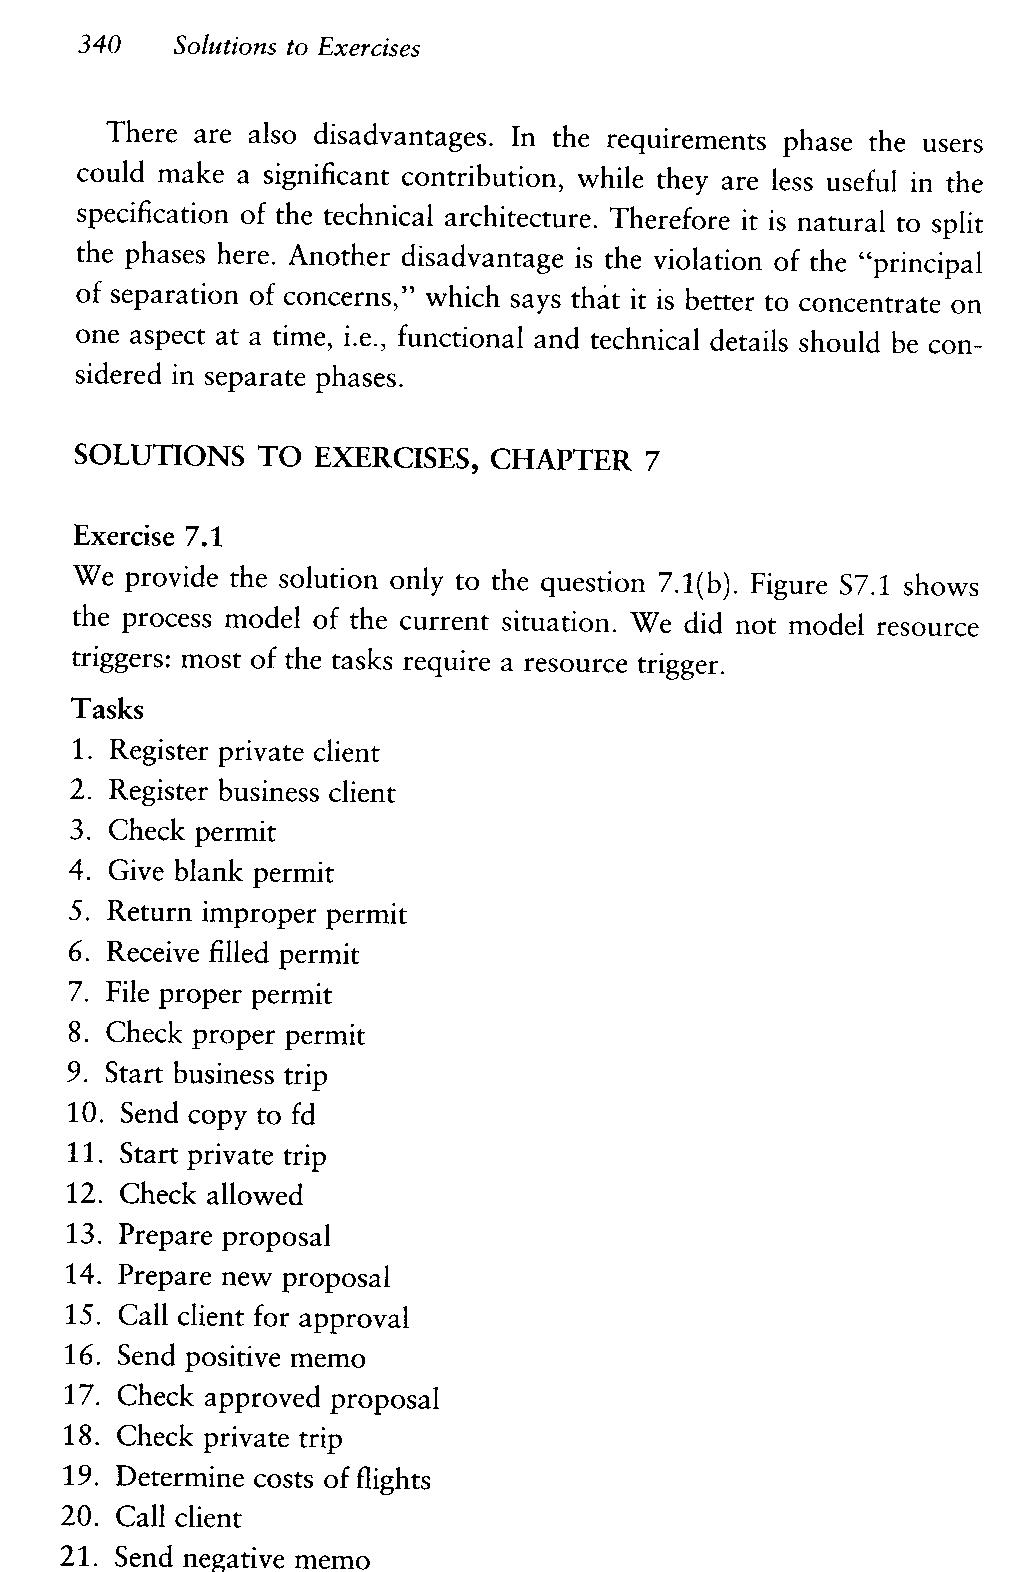 340 Solutions to Exercises
There are also disadvantages. In the requirements phase the users
could make a significant contribution, while they are less useful in the
specification of the technical architecture. Therefore it is natural to split
the phases here. Another disadvantage is the violation of the “principal
of separation of concerns,” which says that it is better to concentrate on
one aspect at a time, i.e., functional and technical details should be con-
sidered in separate phases.
SOLUTIONS TO EXERCISES, CHAPTER 7
Exercise 7.1
We provide the solution only to the question 7.1(b). Figure S7.1 shows
the process model of the current situation. We did not model resource
triggers: most of the tasks require a resource trigger.
Tasks
1. Register private client
2. Register business client
3. Check permit
4. Give blank permit
5. Return improper permit
6. Receive filled permit
7. File proper permit
8. Check proper permit
9. Start business trip
10. Send copy to fd
11. Start private trip
12. Check allowed
13. Prepare proposal
14. Prepare new proposal
15. Call client for approval
16. Send positive memo
17. Check approved proposal
18. Check private trip
19. Determine costs of flights
20. Call client
21. Send negative memo